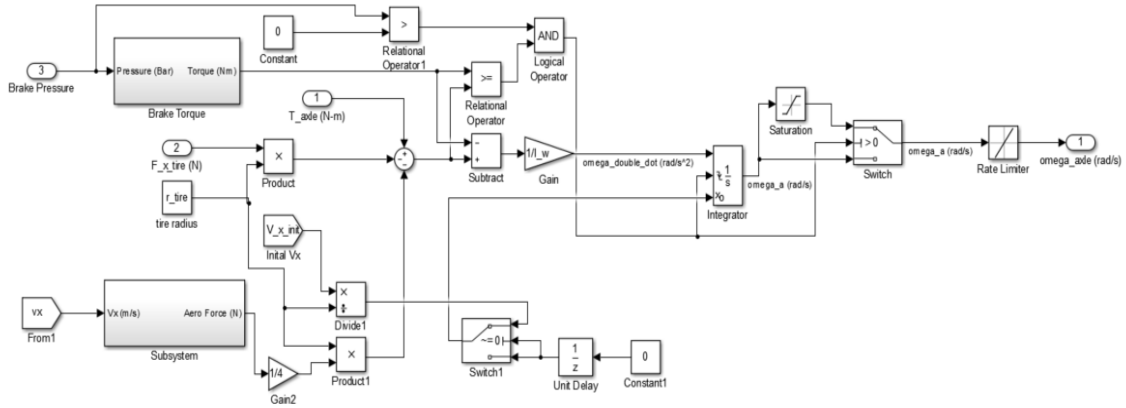 3
Brake Pressure
Pressure (Bar)
Torque (Nm)
Brake Torque
0
Constant
>
Relational
Operator1
>=
Relational
Operator
AND
Logical
Operator
1
T_axle (N-m)
2
F_x_tire (N)
×
Product
r_tire
tire radius
−
+
Subtract
1/I_w
Gain
omega_double_dot (rad/s^2)
1
s
x0
Integrator
omega_a (rad/s)
Saturation
> 0
Switch
omega_a (rad/s)
Rate Limiter
1
omega_axle (rad/s)
V_x_init
Inital Vx
×
÷
Divide1
vx
From1
Vx (m/s)
Aero Force (N)
Subsystem
1/4
Gain2
×
Product1
~= 0
Switch1
1
z
Unit Delay
0
Constant1